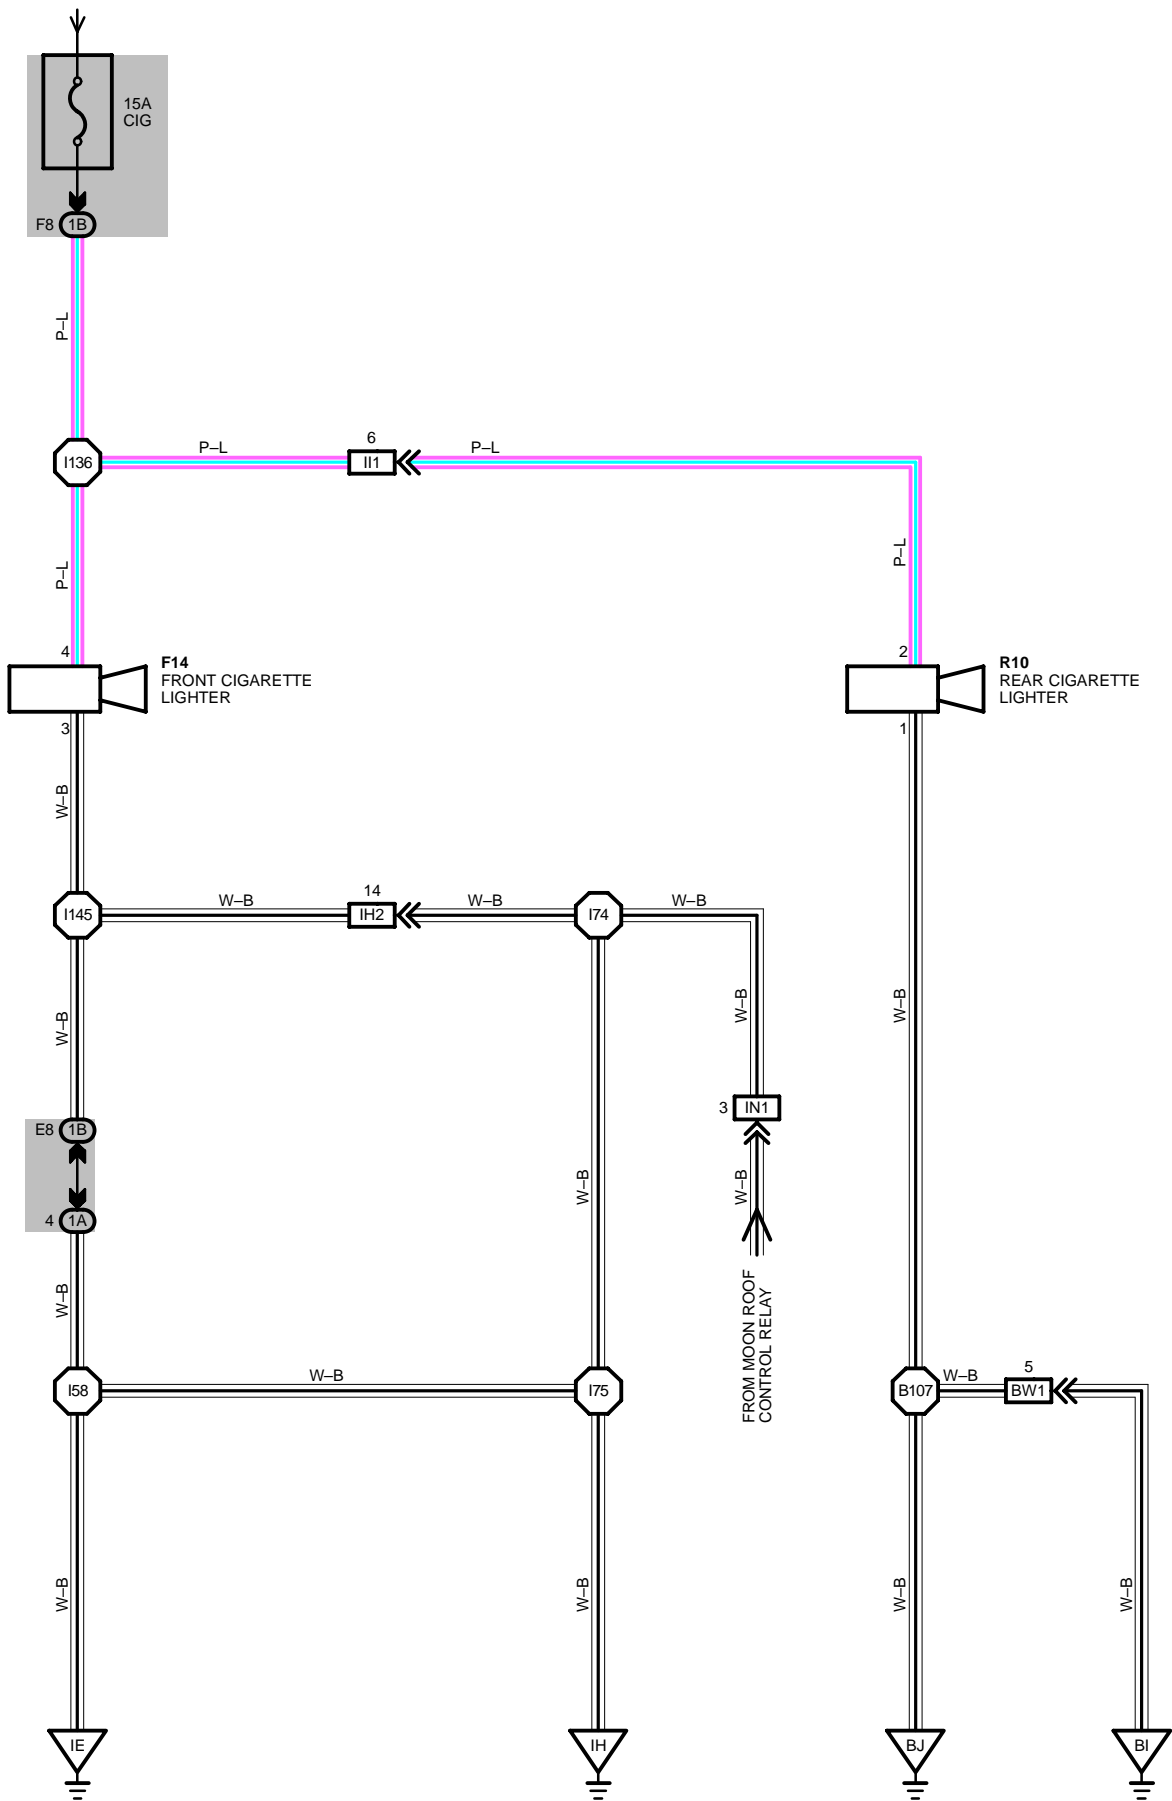 15A
CIG
F8 1B
P–L
I136
P–L
6
II1
P–L
P–L
P–L
4
F14
FRONT CIGARETTE
LIGHTER
3
2
R10
REAR CIGARETTE
LIGHTER
1
W–B
I145
W–B
14
IH2
W–B
I74
W–B
W–B
W–B
W–B
3 IN1
E8 1B
4 1A
W–B
W–B
FROM MOON ROOF
CONTROL RELAY
W–B
I58
W–B
I75
B107
W–B
5
BW1
W–B
W–B
W–B
W–B
IE
IH
BJ
BI